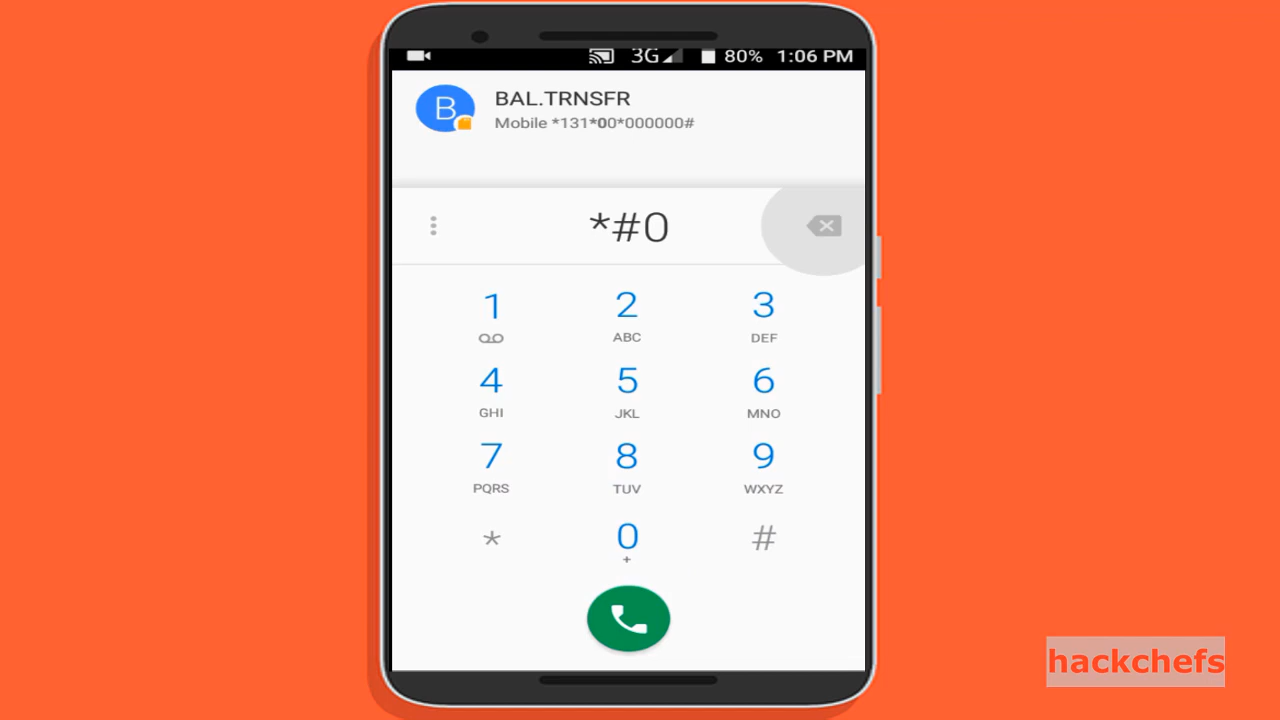 3G 80% 1:06 PM
B BAL.TRNSFR
Mobile *131*00*000000#
*#0
1 2 3
ABC DEF
4 5 6
GHI JKL MNO
7 8 9
PQRS TUV WXYZ
* 0 #
+
hackchefs